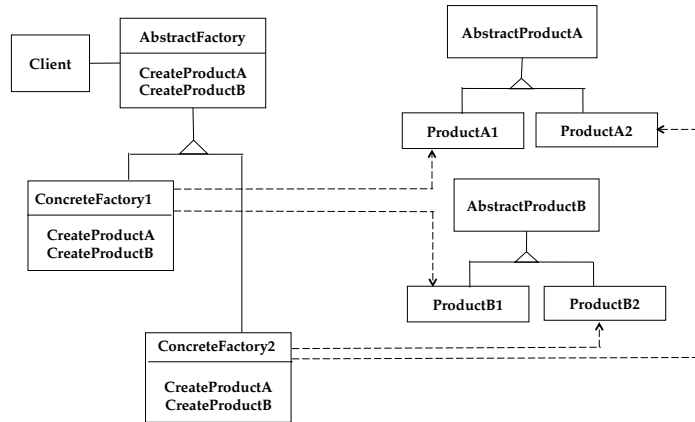 Client
AbstractFactory
CreateProductA
CreateProductB
AbstractProductA
ProductA1
ProductA2
ConcreteFactory1
CreateProductA
CreateProductB
AbstractProductB
ProductB1
ProductB2
ConcreteFactory2
CreateProductA
CreateProductB